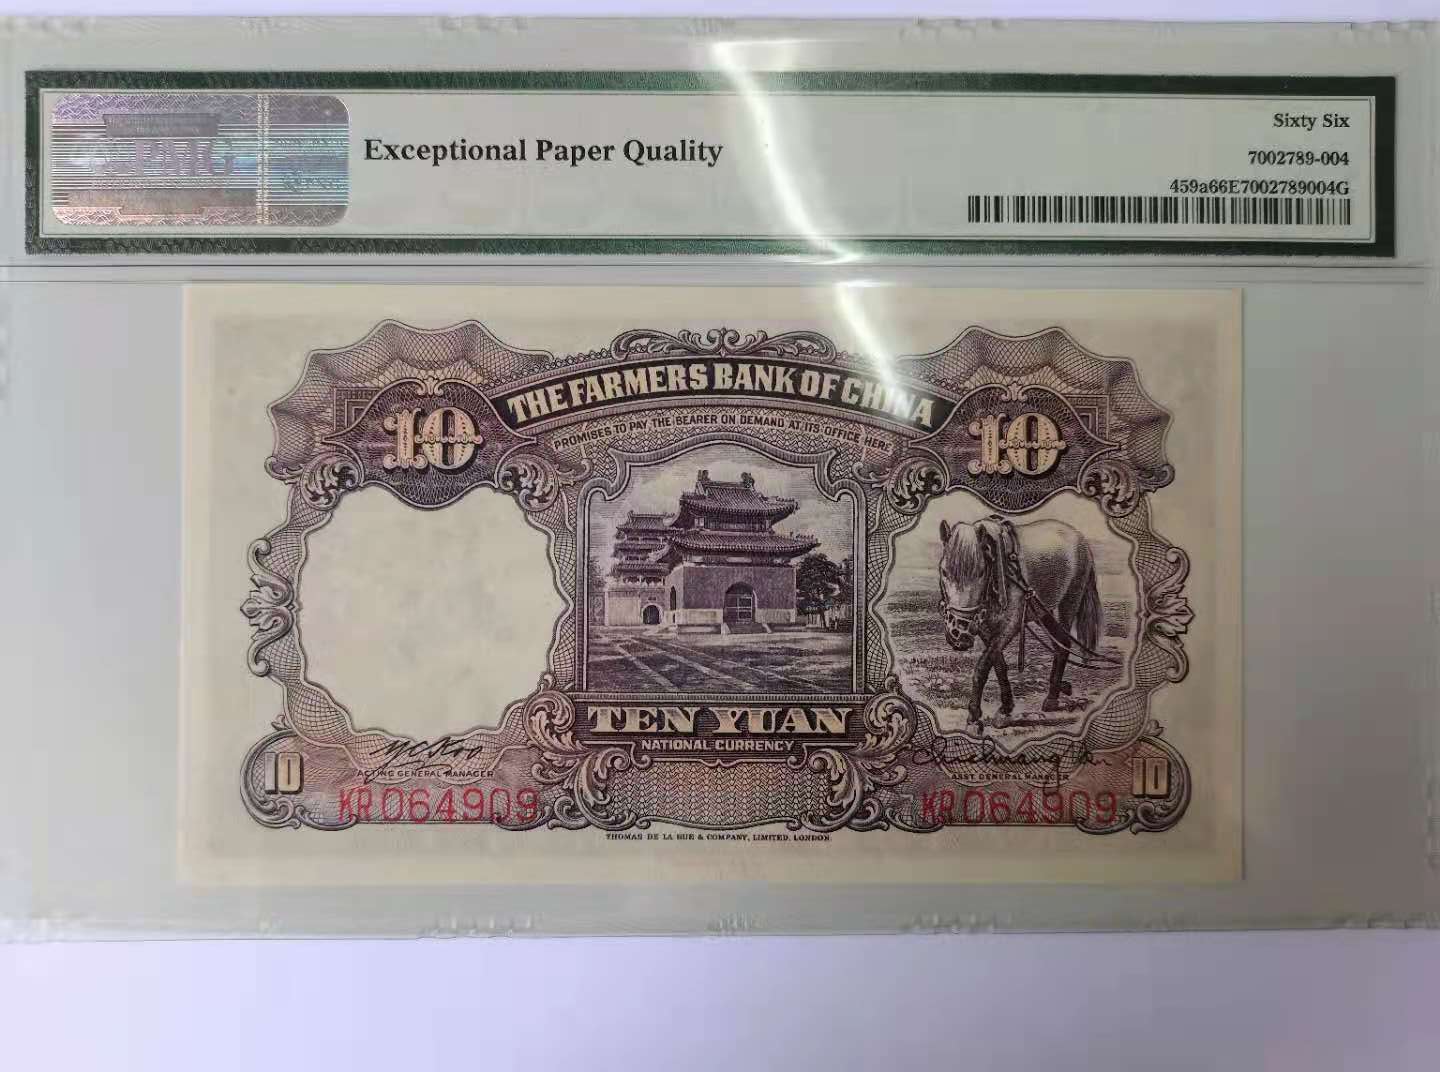 PMG
Exceptional Paper Quality
Sixty Six
7002789-004
459a66E7002789004G
THE FARMERS BANK OF CHINA
PROMISES TO PAY THE BEARER ON DEMAND AT ITS OFFICE HERE
10
10
TEN YUAN
NATIONAL CURRENCY
10
ACTING GENERAL MANAGER
ASST. GENERAL MANAGER
10
KR064909
KR064909
THOMAS DE LA RUE & COMPANY, LIMITED. LONDON.